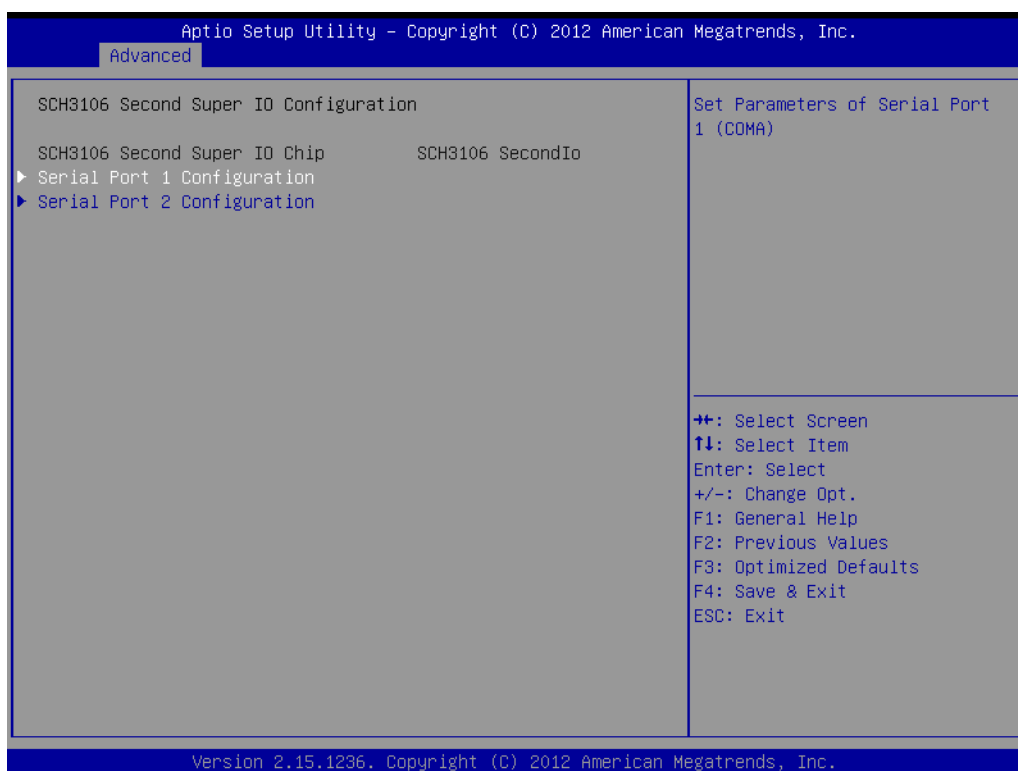 Aptio Setup Utility – Copyright (C) 2012 American Megatrends, Inc.
Advanced
SCH3106 Second Super IO Configuration
SCH3106 Second Super IO Chip SCH3106 SecondIo
▶ Serial Port 1 Configuration
▶ Serial Port 2 Configuration
Set Parameters of Serial Port
1 (COMA)
→←: Select Screen
↑↓: Select Item
Enter: Select
+/-: Change Opt.
F1: General Help
F2: Previous Values
F3: Optimized Defaults
F4: Save & Exit
ESC: Exit
Version 2.15.1236. Copyright (C) 2012 American Megatrends, Inc.